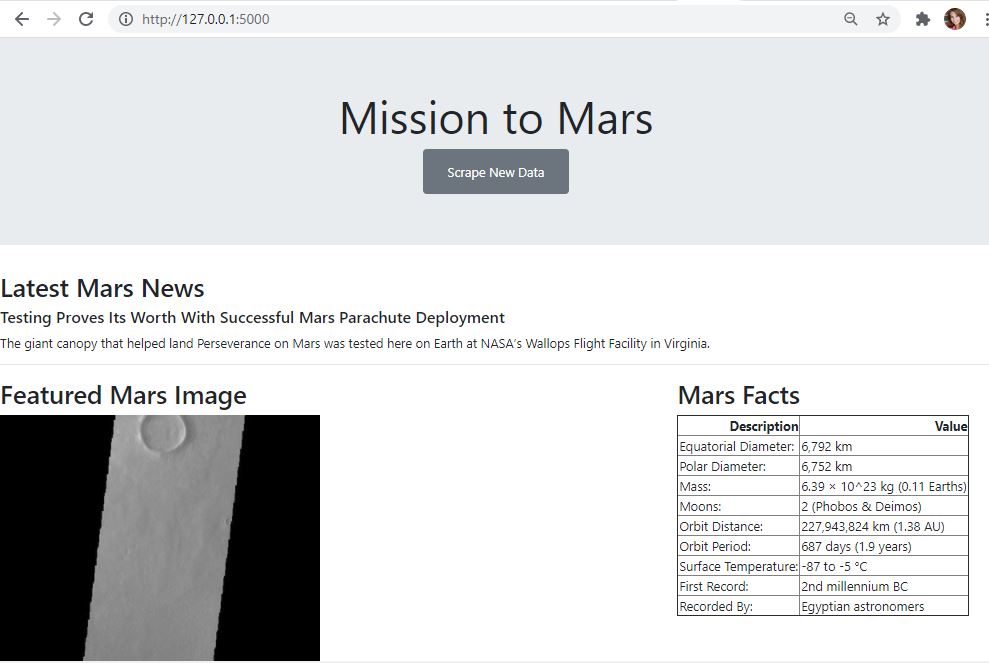 http://127.0.0.1:5000
Mission to Mars
Scrape New Data
Latest Mars News
Testing Proves Its Worth With Successful Mars Parachute Deployment
The giant canopy that helped land Perseverance on Mars was tested here on Earth at NASA's Wallops Flight Facility in Virginia.
Featured Mars Image
Mars Facts
Description Value
Equatorial Diameter: 6,792 km
Polar Diameter: 6,752 km
Mass: 6.39 × 10^23 kg (0.11 Earths)
Moons: 2 (Phobos & Deimos)
Orbit Distance: 227,943,824 km (1.38 AU)
Orbit Period: 687 days (1.9 years)
Surface Temperature: -87 to -5 °C
First Record: 2nd millennium BC
Recorded By: Egyptian astronomers